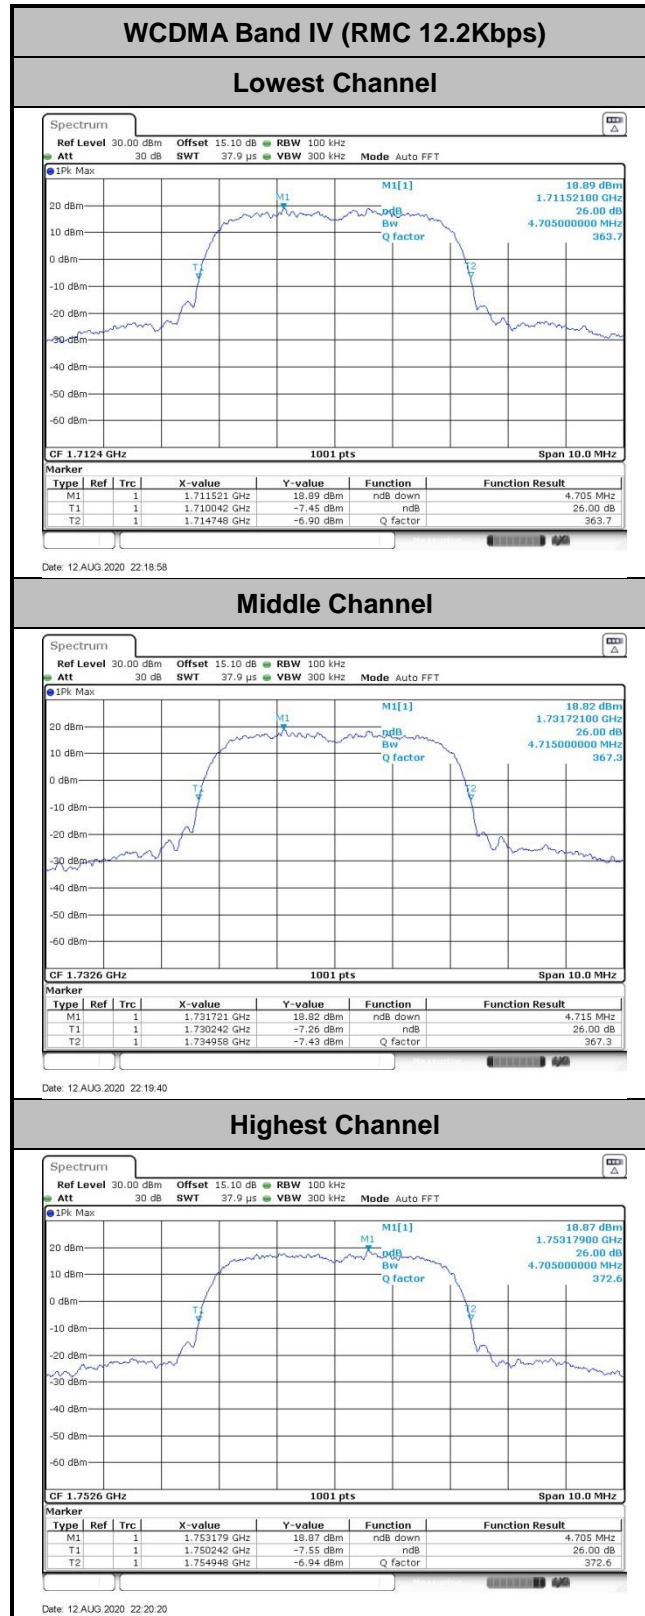 WCDMA Band IV (RMC 12.2Kbps)
Lowest Channel
Spectrum
Ref Level 30.00 dBm Offset 15.10 dB RBW 100 kHz
Att 30 dB SWT 37.9 µs VBW 300 kHz Mode Auto FFT
1Pk Max
M1[1] 18.89 dBm
1.71152100 GHz
M1
20 dBm
ndB 26.00 dB
Bw 4.705000000 MHz
10 dBm
Q factor 363.7
0 dBm
T1 T2
-10 dBm
-20 dBm
-30 dBm
-40 dBm
-50 dBm
-60 dBm
CF 1.7124 GHz 1001 pts Span 10.0 MHz
Marker
Type Ref Trc X-value Y-value Function Function Result
M1 1 1.711521 GHz 18.89 dBm ndB down 4.705 MHz
T1 1 1.710042 GHz -7.45 dBm ndB 26.00 dB
T2 1 1.714748 GHz -6.90 dBm Q factor 363.7
Date: 12.AUG.2020 22:18:58
Middle Channel
Spectrum
Ref Level 30.00 dBm Offset 15.10 dB RBW 100 kHz
Att 30 dB SWT 37.9 µs VBW 300 kHz Mode Auto FFT
1Pk Max
M1[1] 18.82 dBm
1.73172100 GHz
M1
20 dBm
ndB 26.00 dB
Bw 4.715000000 MHz
10 dBm
Q factor 367.3
0 dBm
T1 T2
-10 dBm
-20 dBm
-30 dBm
-40 dBm
-50 dBm
-60 dBm
CF 1.7326 GHz 1001 pts Span 10.0 MHz
Marker
Type Ref Trc X-value Y-value Function Function Result
M1 1 1.731721 GHz 18.82 dBm ndB down 4.715 MHz
T1 1 1.730242 GHz -7.26 dBm ndB 26.00 dB
T2 1 1.734958 GHz -7.43 dBm Q factor 367.3
Date: 12.AUG.2020 22:19:40
Highest Channel
Spectrum
Ref Level 30.00 dBm Offset 15.10 dB RBW 100 kHz
Att 30 dB SWT 37.9 µs VBW 300 kHz Mode Auto FFT
1Pk Max
M1[1] 18.87 dBm
1.75317900 GHz
M1
20 dBm
ndB 26.00 dB
Bw 4.705000000 MHz
10 dBm
Q factor 372.6
0 dBm
T1 T2
-10 dBm
-20 dBm
-30 dBm
-40 dBm
-50 dBm
-60 dBm
CF 1.7526 GHz 1001 pts Span 10.0 MHz
Marker
Type Ref Trc X-value Y-value Function Function Result
M1 1 1.753179 GHz 18.87 dBm ndB down 4.705 MHz
T1 1 1.750242 GHz -7.55 dBm ndB 26.00 dB
T2 1 1.754948 GHz -6.94 dBm Q factor 372.6
Date: 12.AUG.2020 22:20:20